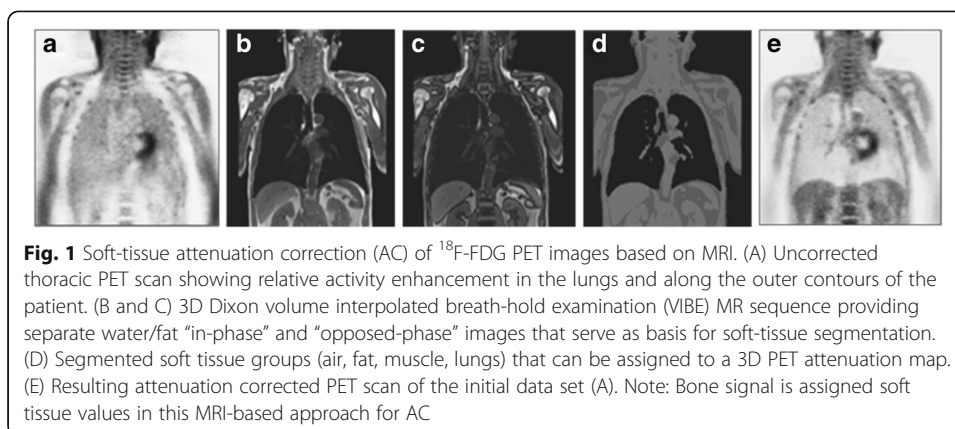 a b c d e
Fig. 1 Soft-tissue attenuation correction (AC) of ¹⁸F-FDG PET images based on MRI. (A) Uncorrected
thoracic PET scan showing relative activity enhancement in the lungs and along the outer contours of the
patient. (B and C) 3D Dixon volume interpolated breath-hold examination (VIBE) MR sequence providing
separate water/fat “in-phase” and “opposed-phase” images that serve as basis for soft-tissue segmentation.
(D) Segmented soft tissue groups (air, fat, muscle, lungs) that can be assigned to a 3D PET attenuation map.
(E) Resulting attenuation corrected PET scan of the initial data set (A). Note: Bone signal is assigned soft
tissue values in this MRI-based approach for AC